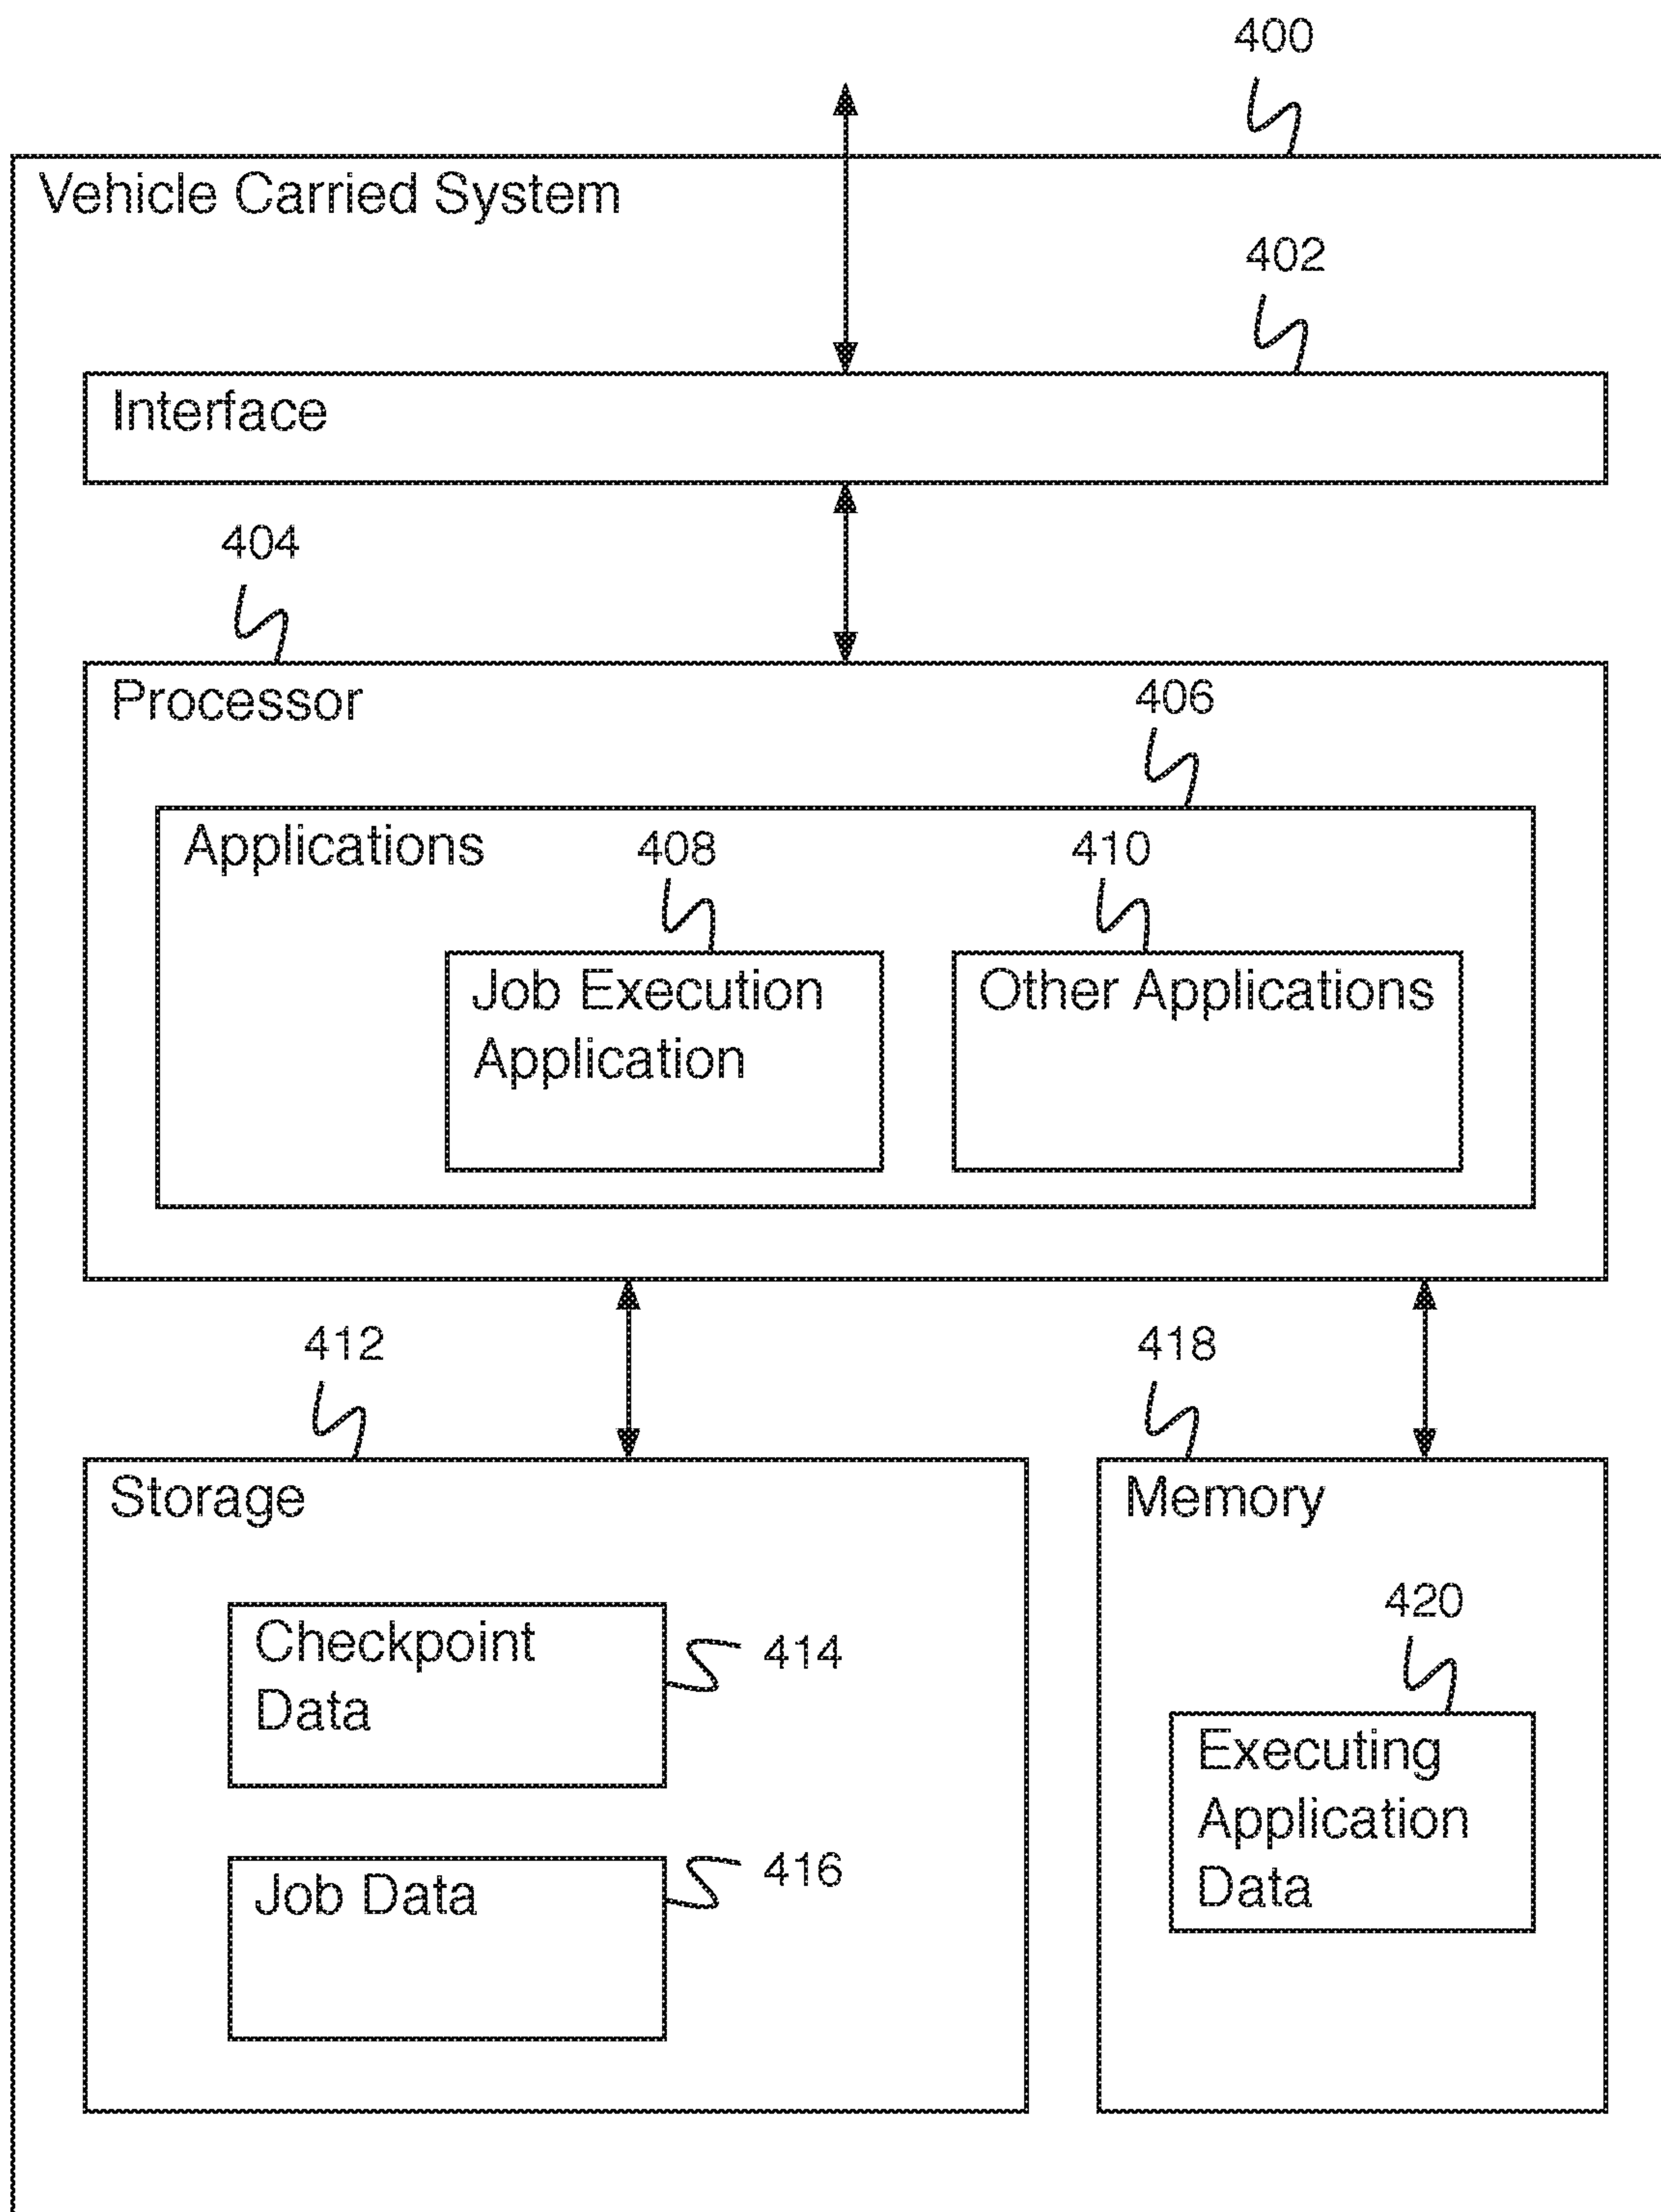 400
Vehicle Carried System
402
Interface
404
Processor
406
Applications
408
410
Job Execution
Application
Other Applications
412
418
Storage
Memory
Checkpoint
Data
414
420
Executing
Application
Data
Job Data
416